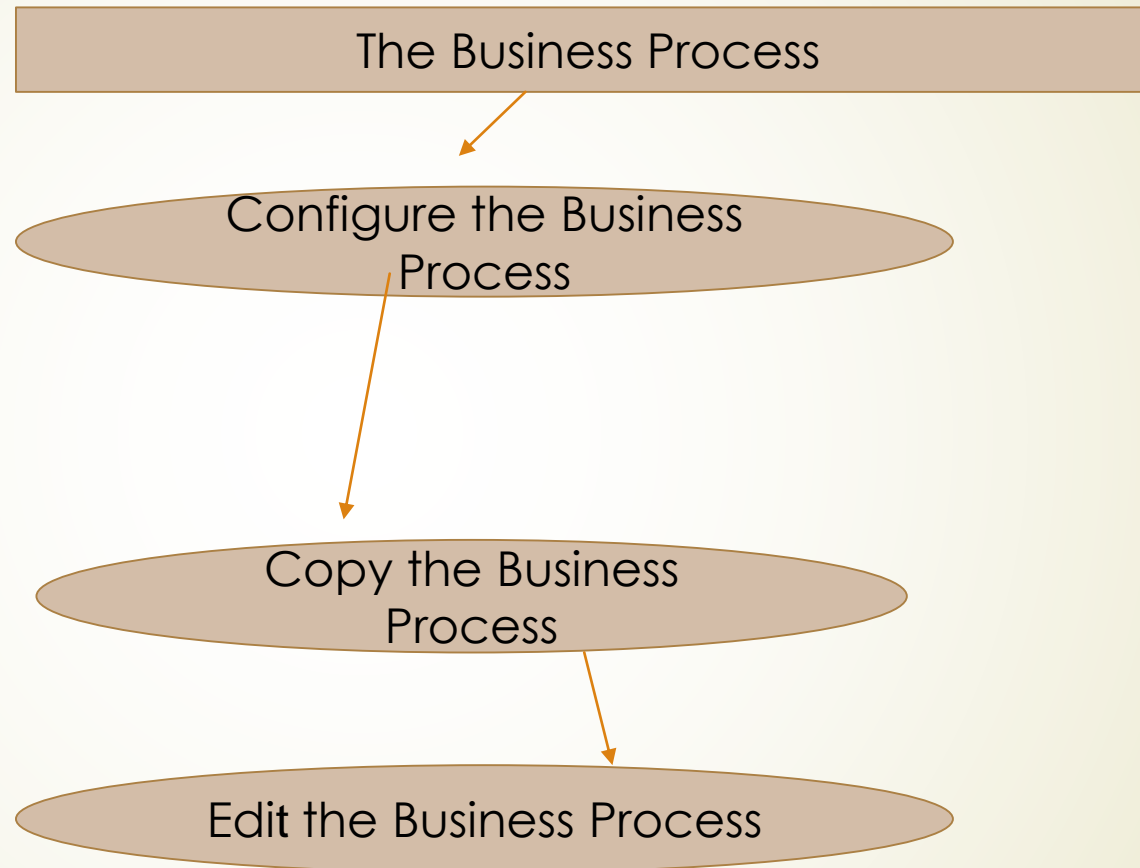 The Business Process
Configure the Business
Process
Copy the Business
Process
Edit the Business Process